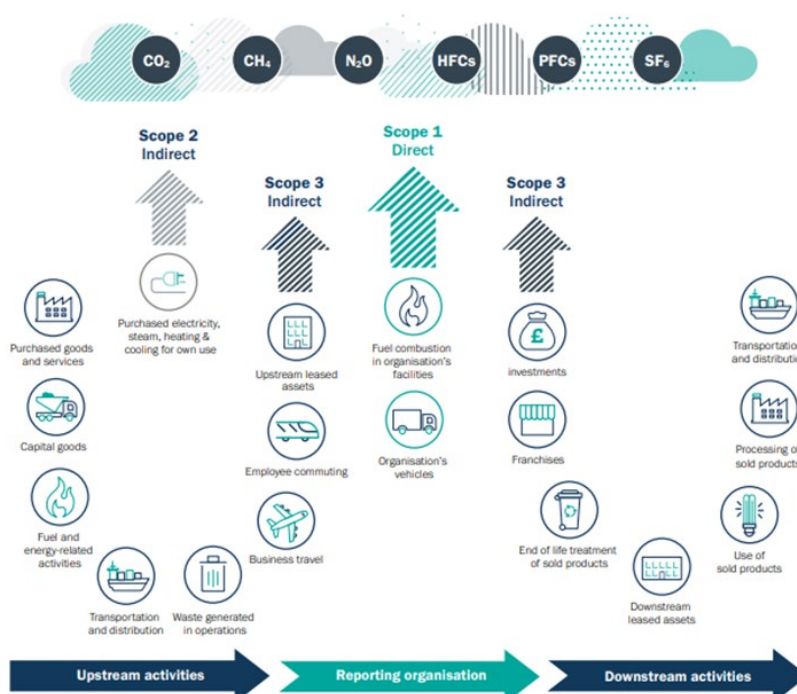 CO₂
CH₄
N₂O
HFCs
PFCs
SF₆
Scope 2
Indirect
Scope 1
Direct
Scope 3
Indirect
Scope 3
Indirect
Purchased goods
and services
Purchased electricity,
steam, heating &
cooling for own use
Upstream leased
assets
Fuel combustion
in organisation's
facilities
£
investments
Transportation
and distributio
Capital goods
Employee commuting
Organisation's
vehicles
Franchises
Processing of
sold products
Fuel and
energy-related
activities
Transportation
and distribution
Waste generated
in operations
Business travel
End of life treatment
of sold products
Downstream
leased assets
Use of
sold products
Upstream activities
Reporting organisation
Downstream activities